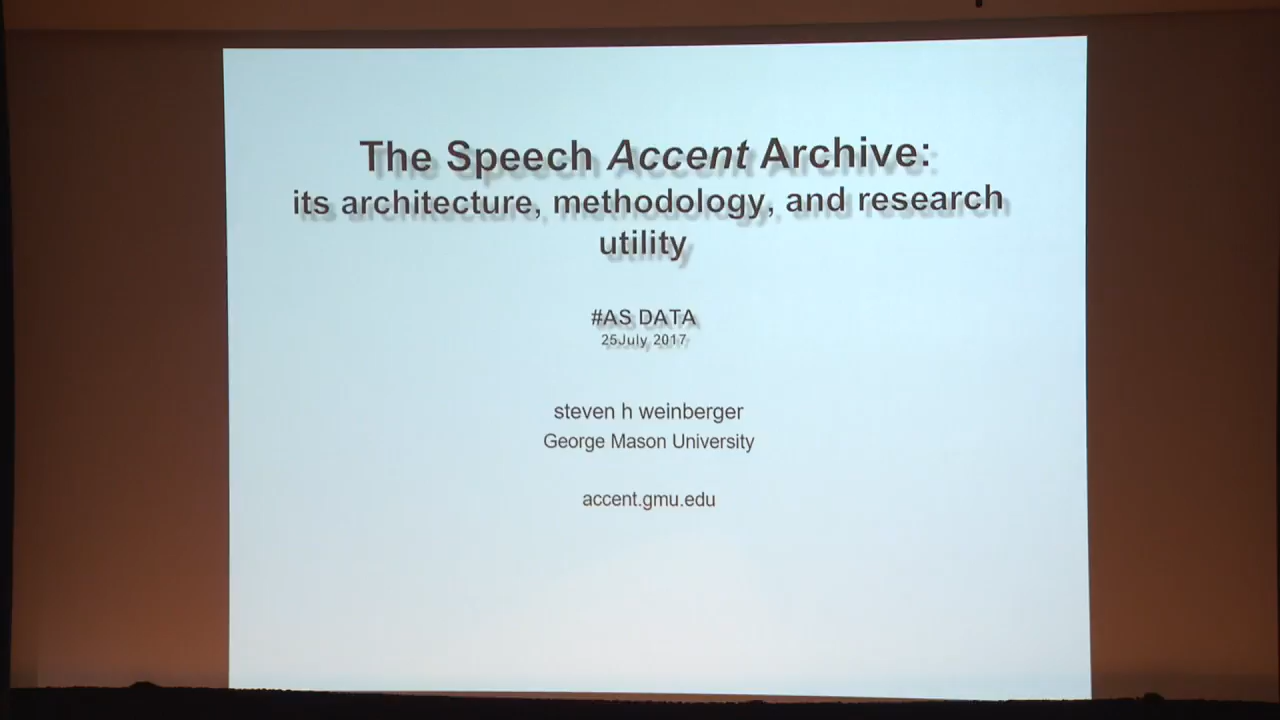 The Speech Accent Archive:
its architecture, methodology, and research
utility
#AS DATA
25July 2017
steven h weinberger
George Mason University
accent.gmu.edu